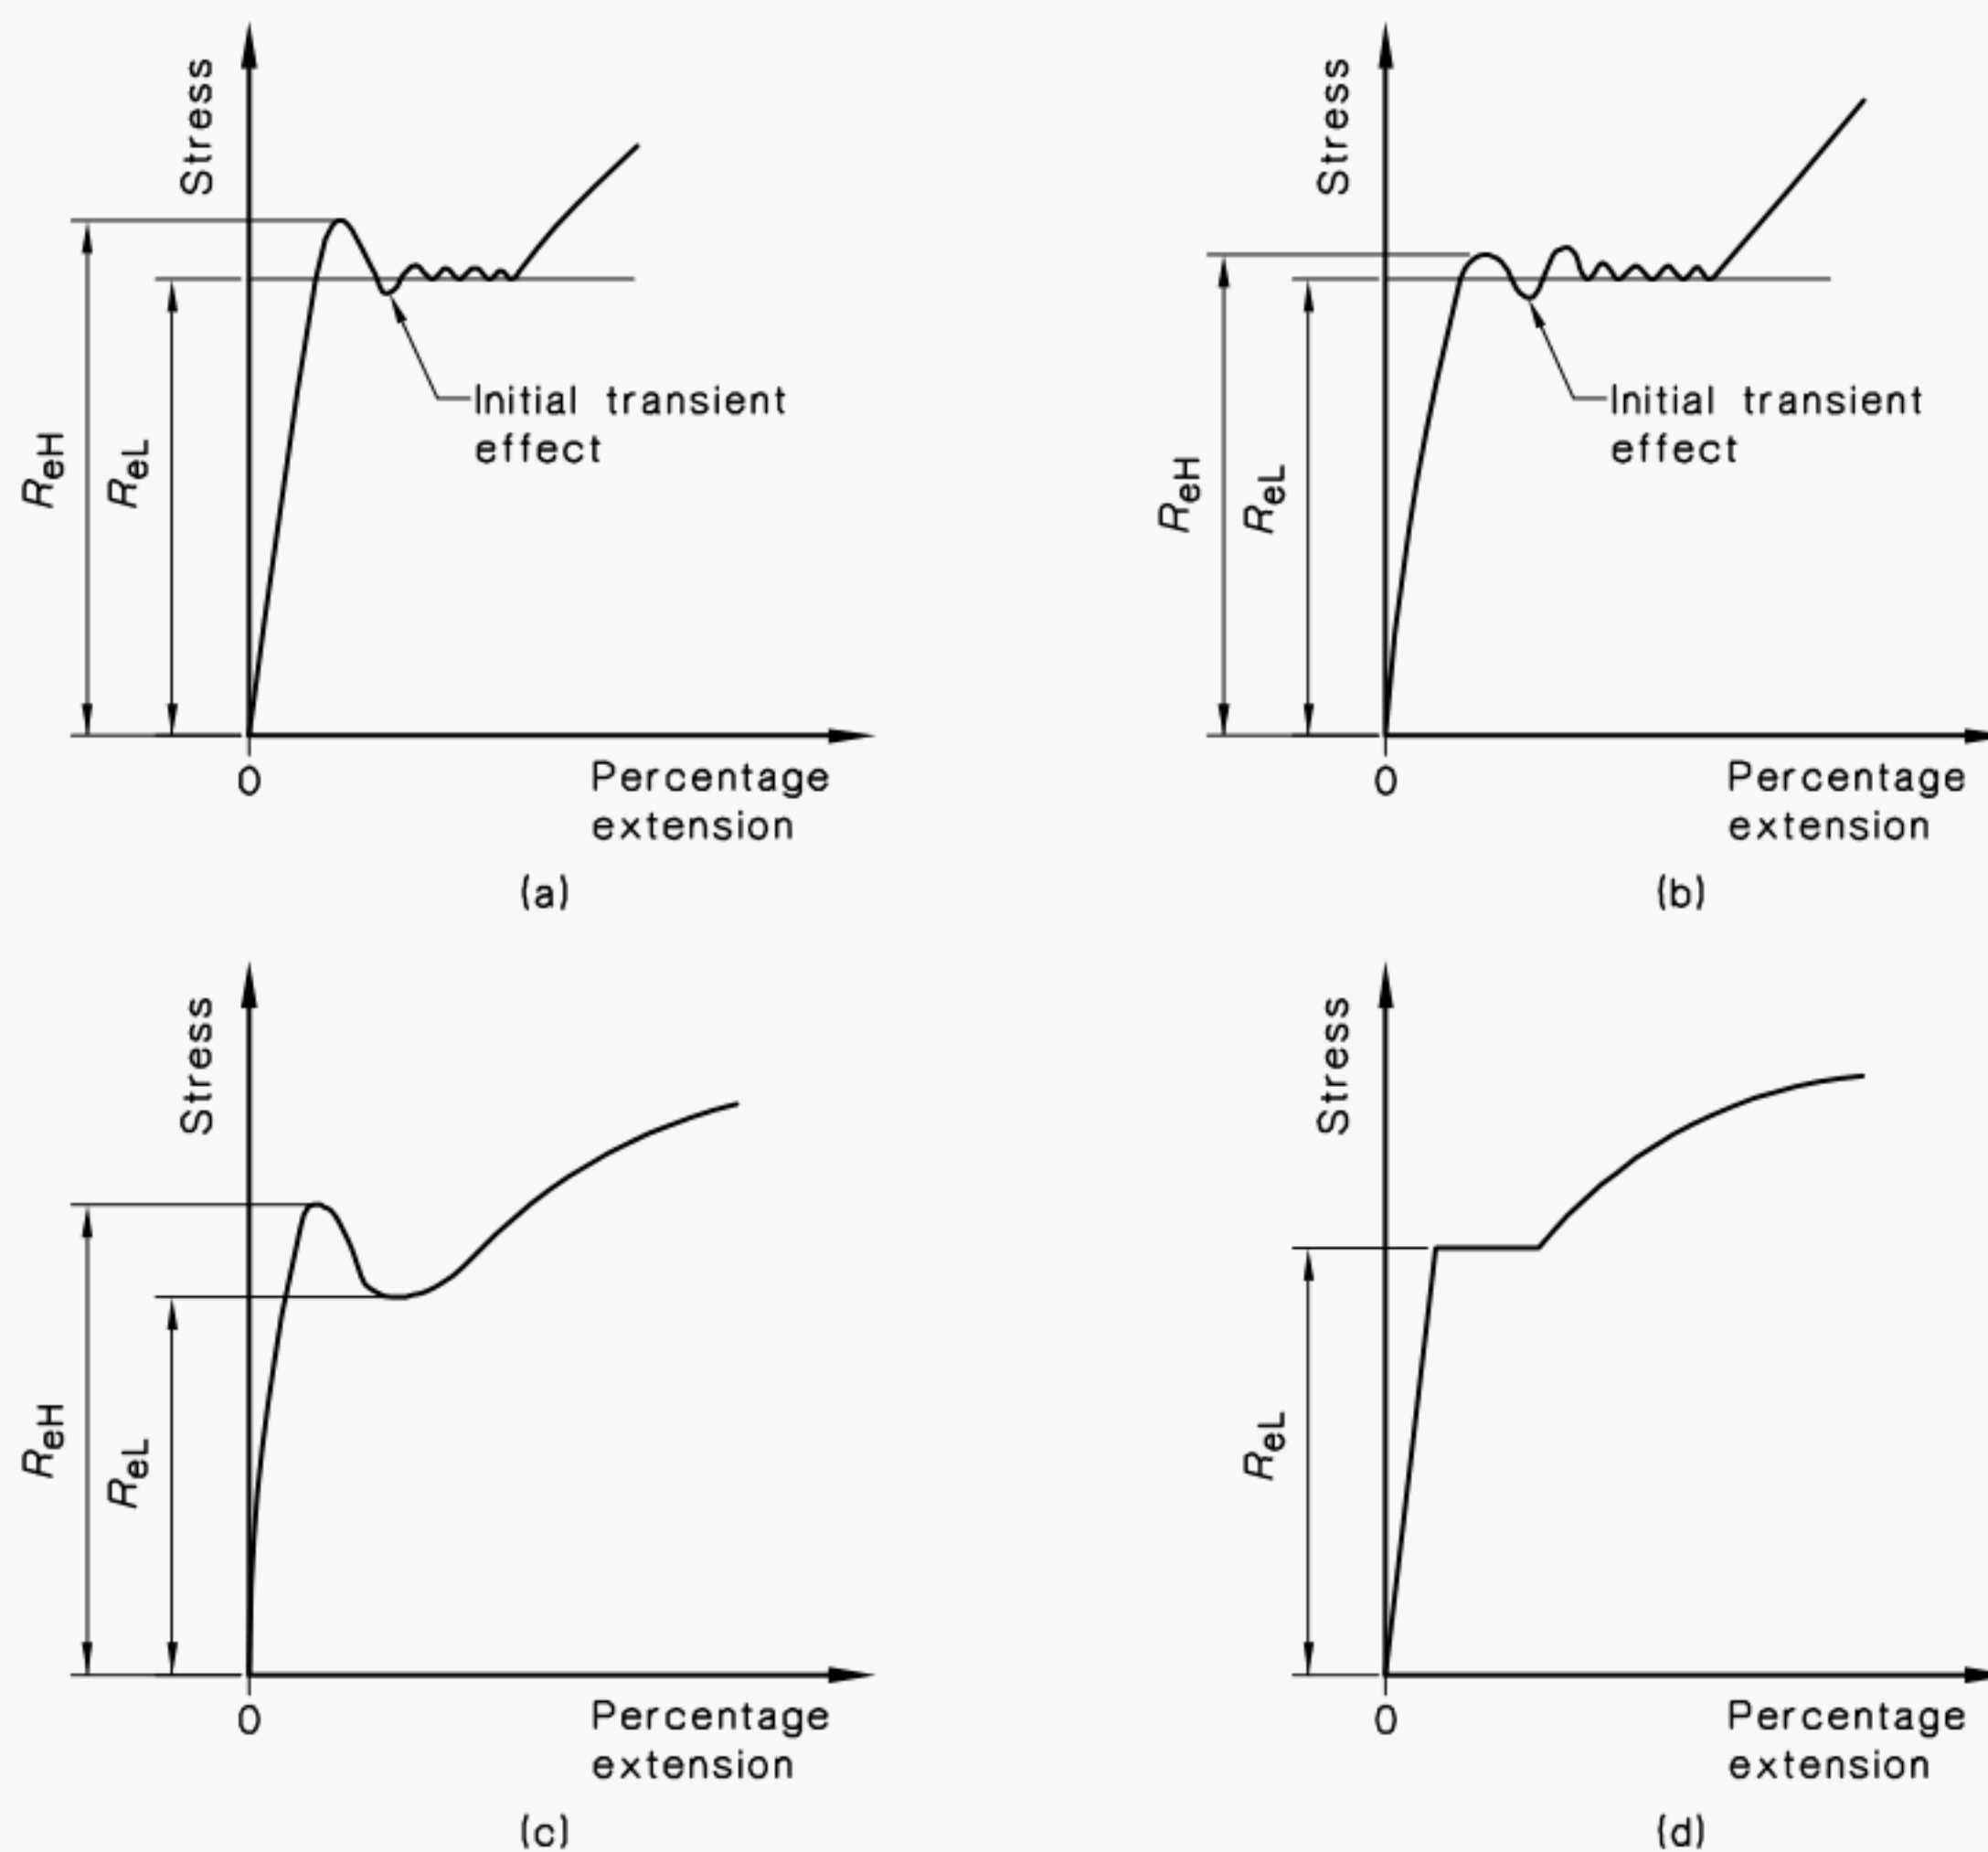 Stress
ReH
ReL
Initial transient
effect
0
Percentage
extension
(a)
Stress
ReH
ReL
Initial transient
effect
0
Percentage
extension
(b)
Stress
ReH
ReL
0
Percentage
extension
(c)
Stress
ReL
0
Percentage
extension
(d)